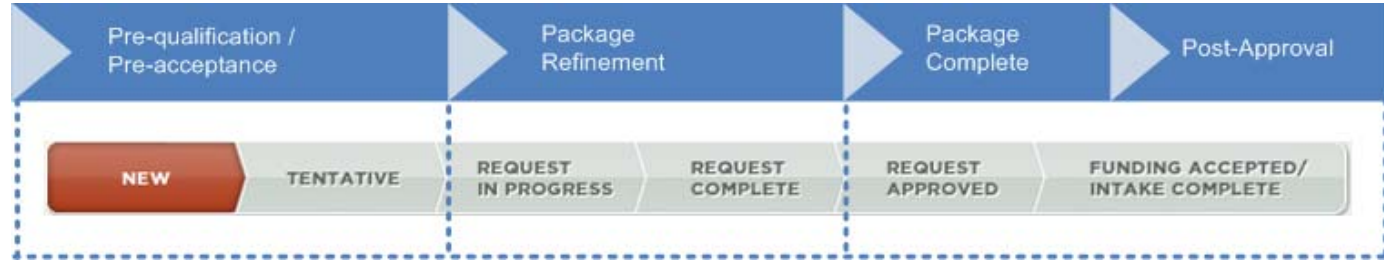 Pre-qualification /
Pre-acceptance
Package
Refinement
Package
Complete
Post-Approval
NEW
TENTATIVE
REQUEST
IN PROGRESS
REQUEST
COMPLETE
REQUEST
APPROVED
FUNDING ACCEPTED/
INTAKE COMPLETE